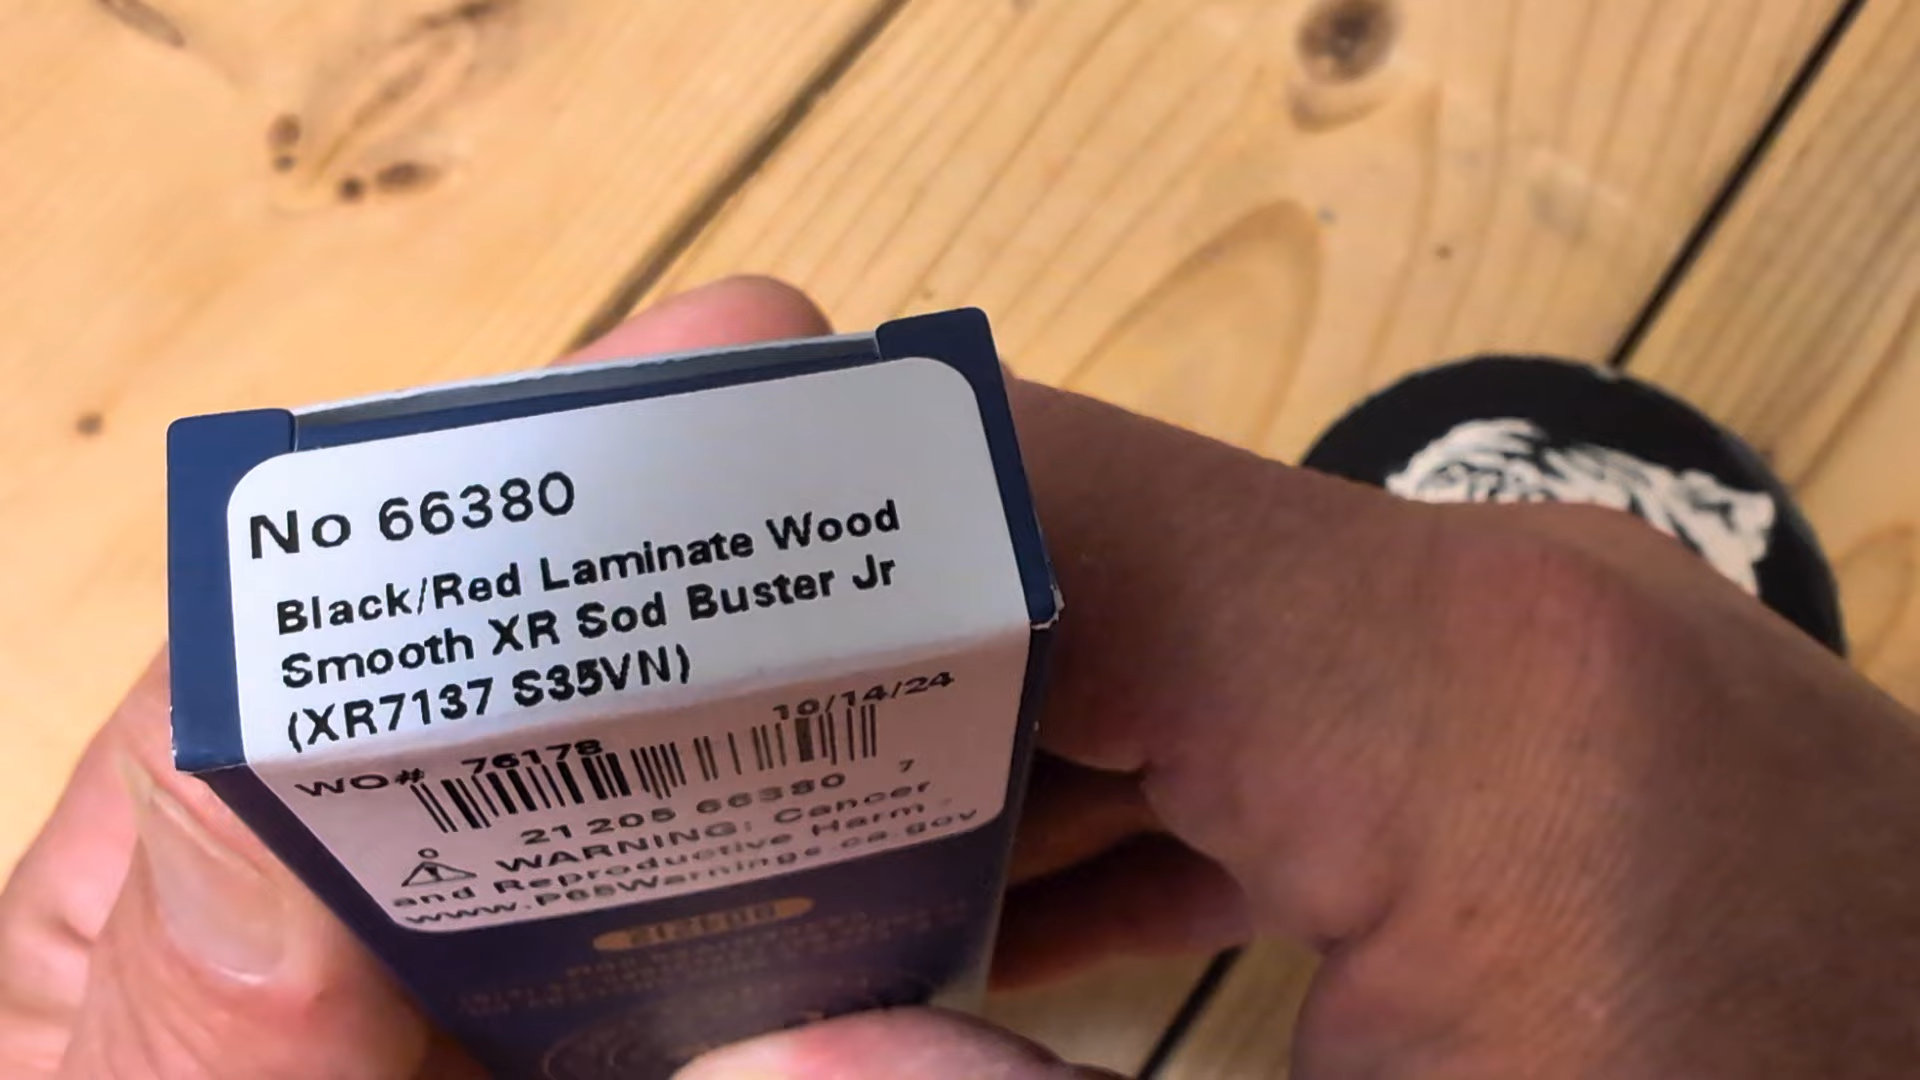 No 66380
Black/Red Laminate Wood
Smooth XR Sod Buster Jr
(XR7137 S35VN)
10/14/24
WO# 76178
21205 66380 7
WARNING: Cancer
and Reproductive Harm -
www.P65Warnings.ca.gov